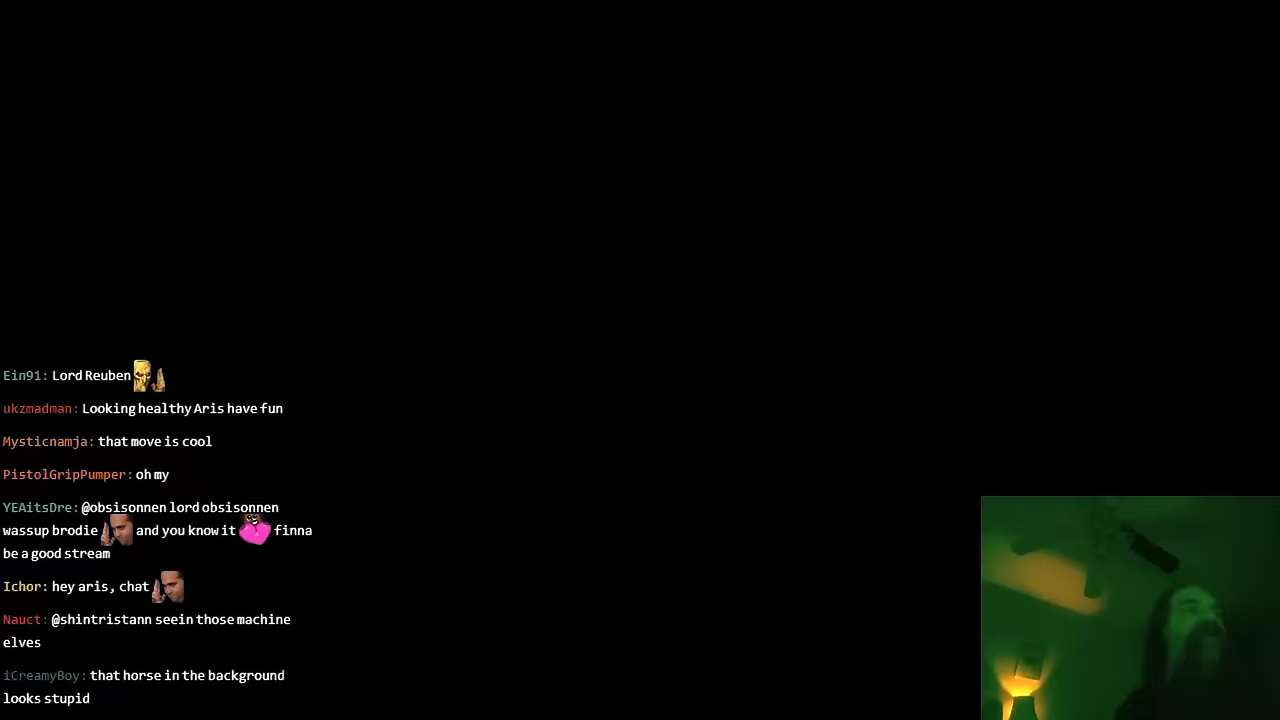 Ein91: Lord Reuben
ukzmadman: Looking healthy Aris have fun
Mysticnamja: that move is cool
PistolGripPumper: oh my
YEAitsDre: @obsisonnen lord obsisonnen
wassup brodie and you know it finna
be a good stream
Ichor: hey aris, chat
Nauct: @shintristann seein those machine
elves
iCreamyBoy: that horse in the background
looks stupid